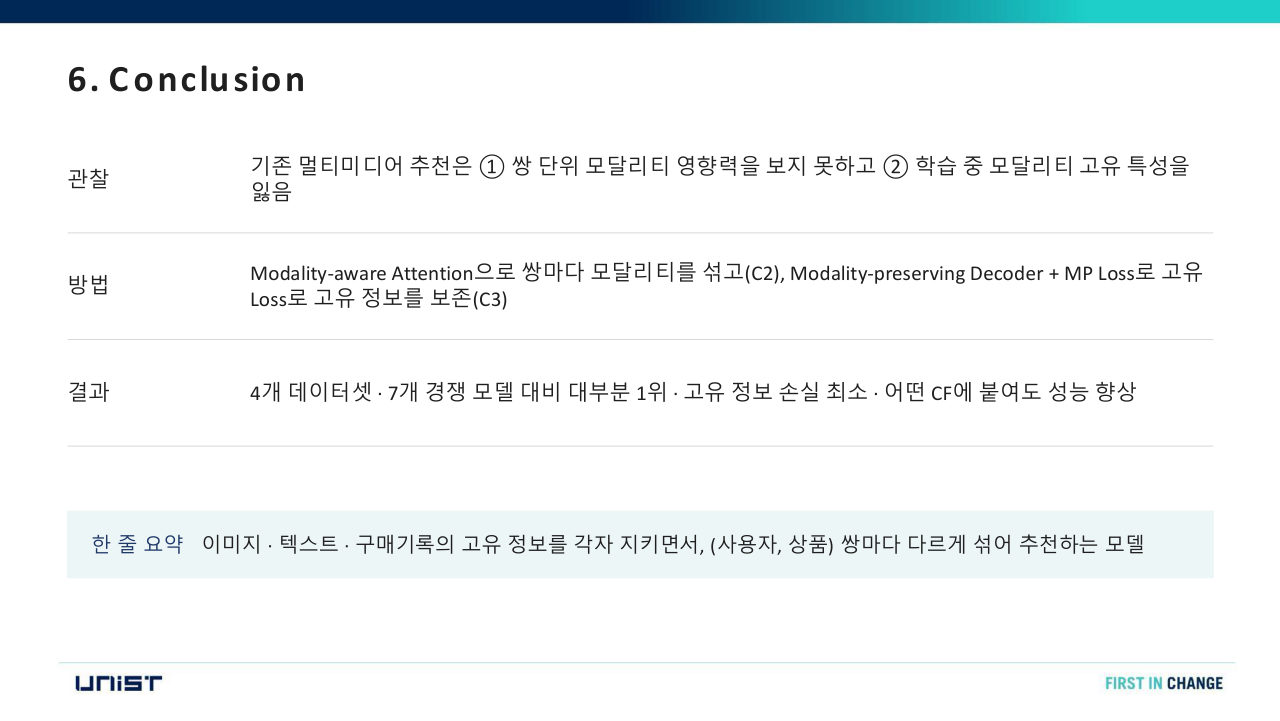 6. Conclusion
관찰
기존 멀티미디어 추천은 ① 쌍 단위 모달리티 영향력을 보지 못하고 ② 학습 중 모달리티 고유 특성을
잃음
방법
Modality-aware Attention으로 쌍마다 모달리티를 섞고(C2), Modality-preserving Decoder + MP Loss로 고유
Loss로 고유 정보를 보존(C3)
결과
4개 데이터셋 · 7개 경쟁 모델 대비 대부분 1위 · 고유 정보 손실 최소 · 어떤 CF에 붙여도 성능 향상
한 줄 요약 이미지 · 텍스트 · 구매기록의 고유 정보를 각자 지키면서, (사용자, 상품) 쌍마다 다르게 섞어 추천하는 모델
UNIST
FIRST IN CHANGE